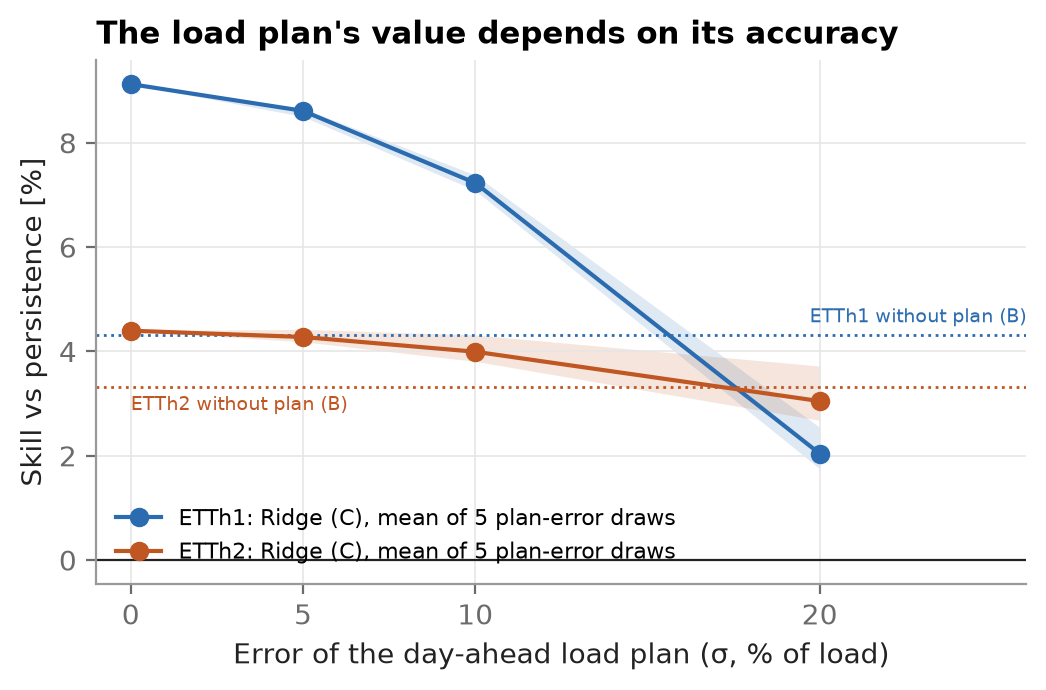 The load plan's value depends on its accuracy
Skill vs persistence [%]
8
6
4
2
0
ETTh1 without plan (B)
ETTh2 without plan (B)
ETTh1: Ridge (C), mean of 5 plan-error draws
ETTh2: Ridge (C), mean of 5 plan-error draws
0 5 10 20
Error of the day-ahead load plan (σ, % of load)